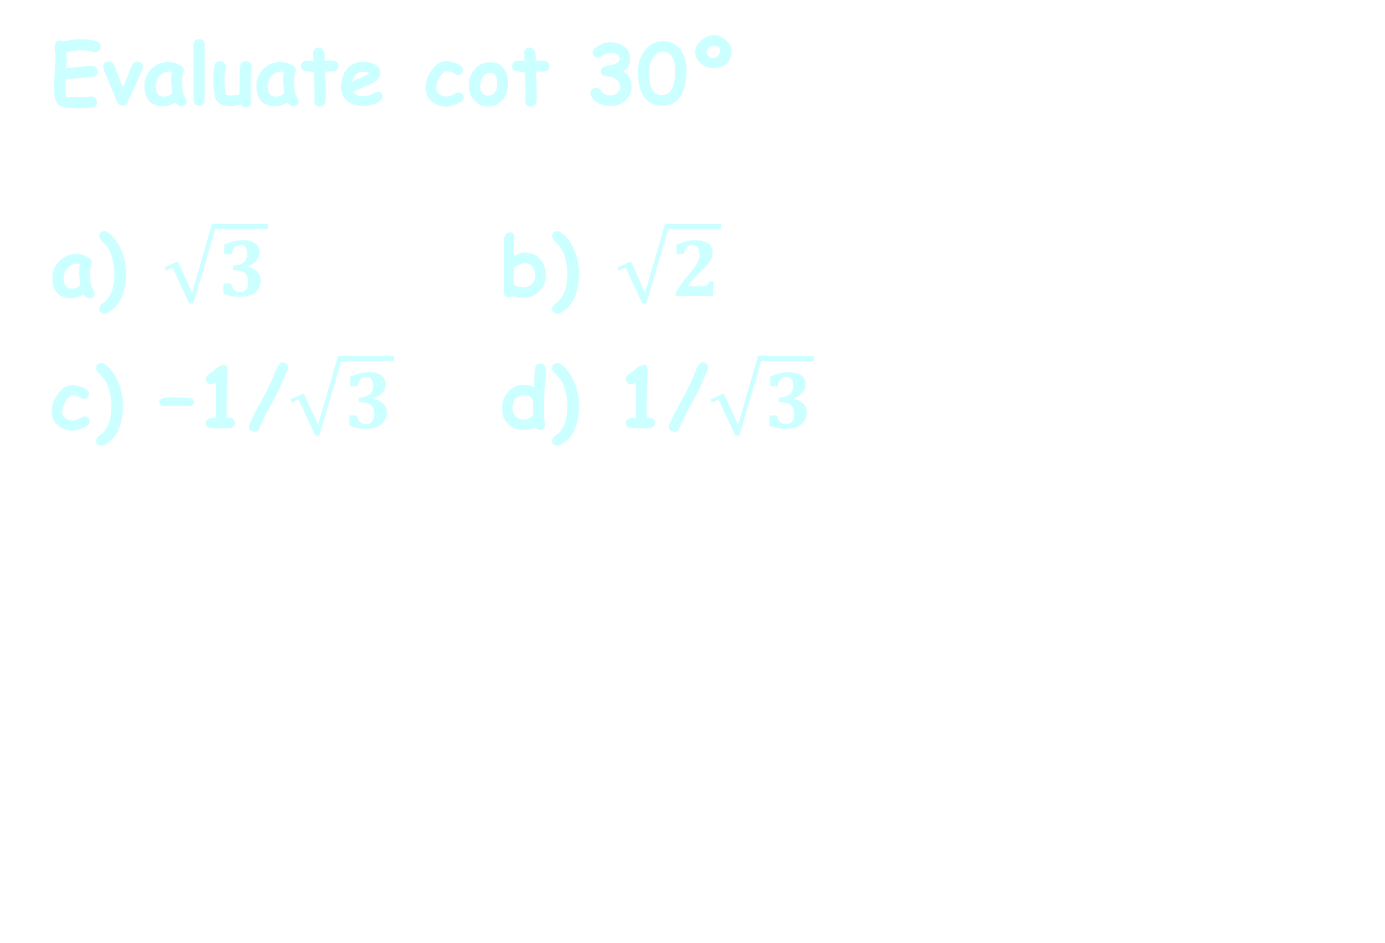 Evaluate cot 30°
a) √3 b) √2
c) –1/√3 d) 1/√3